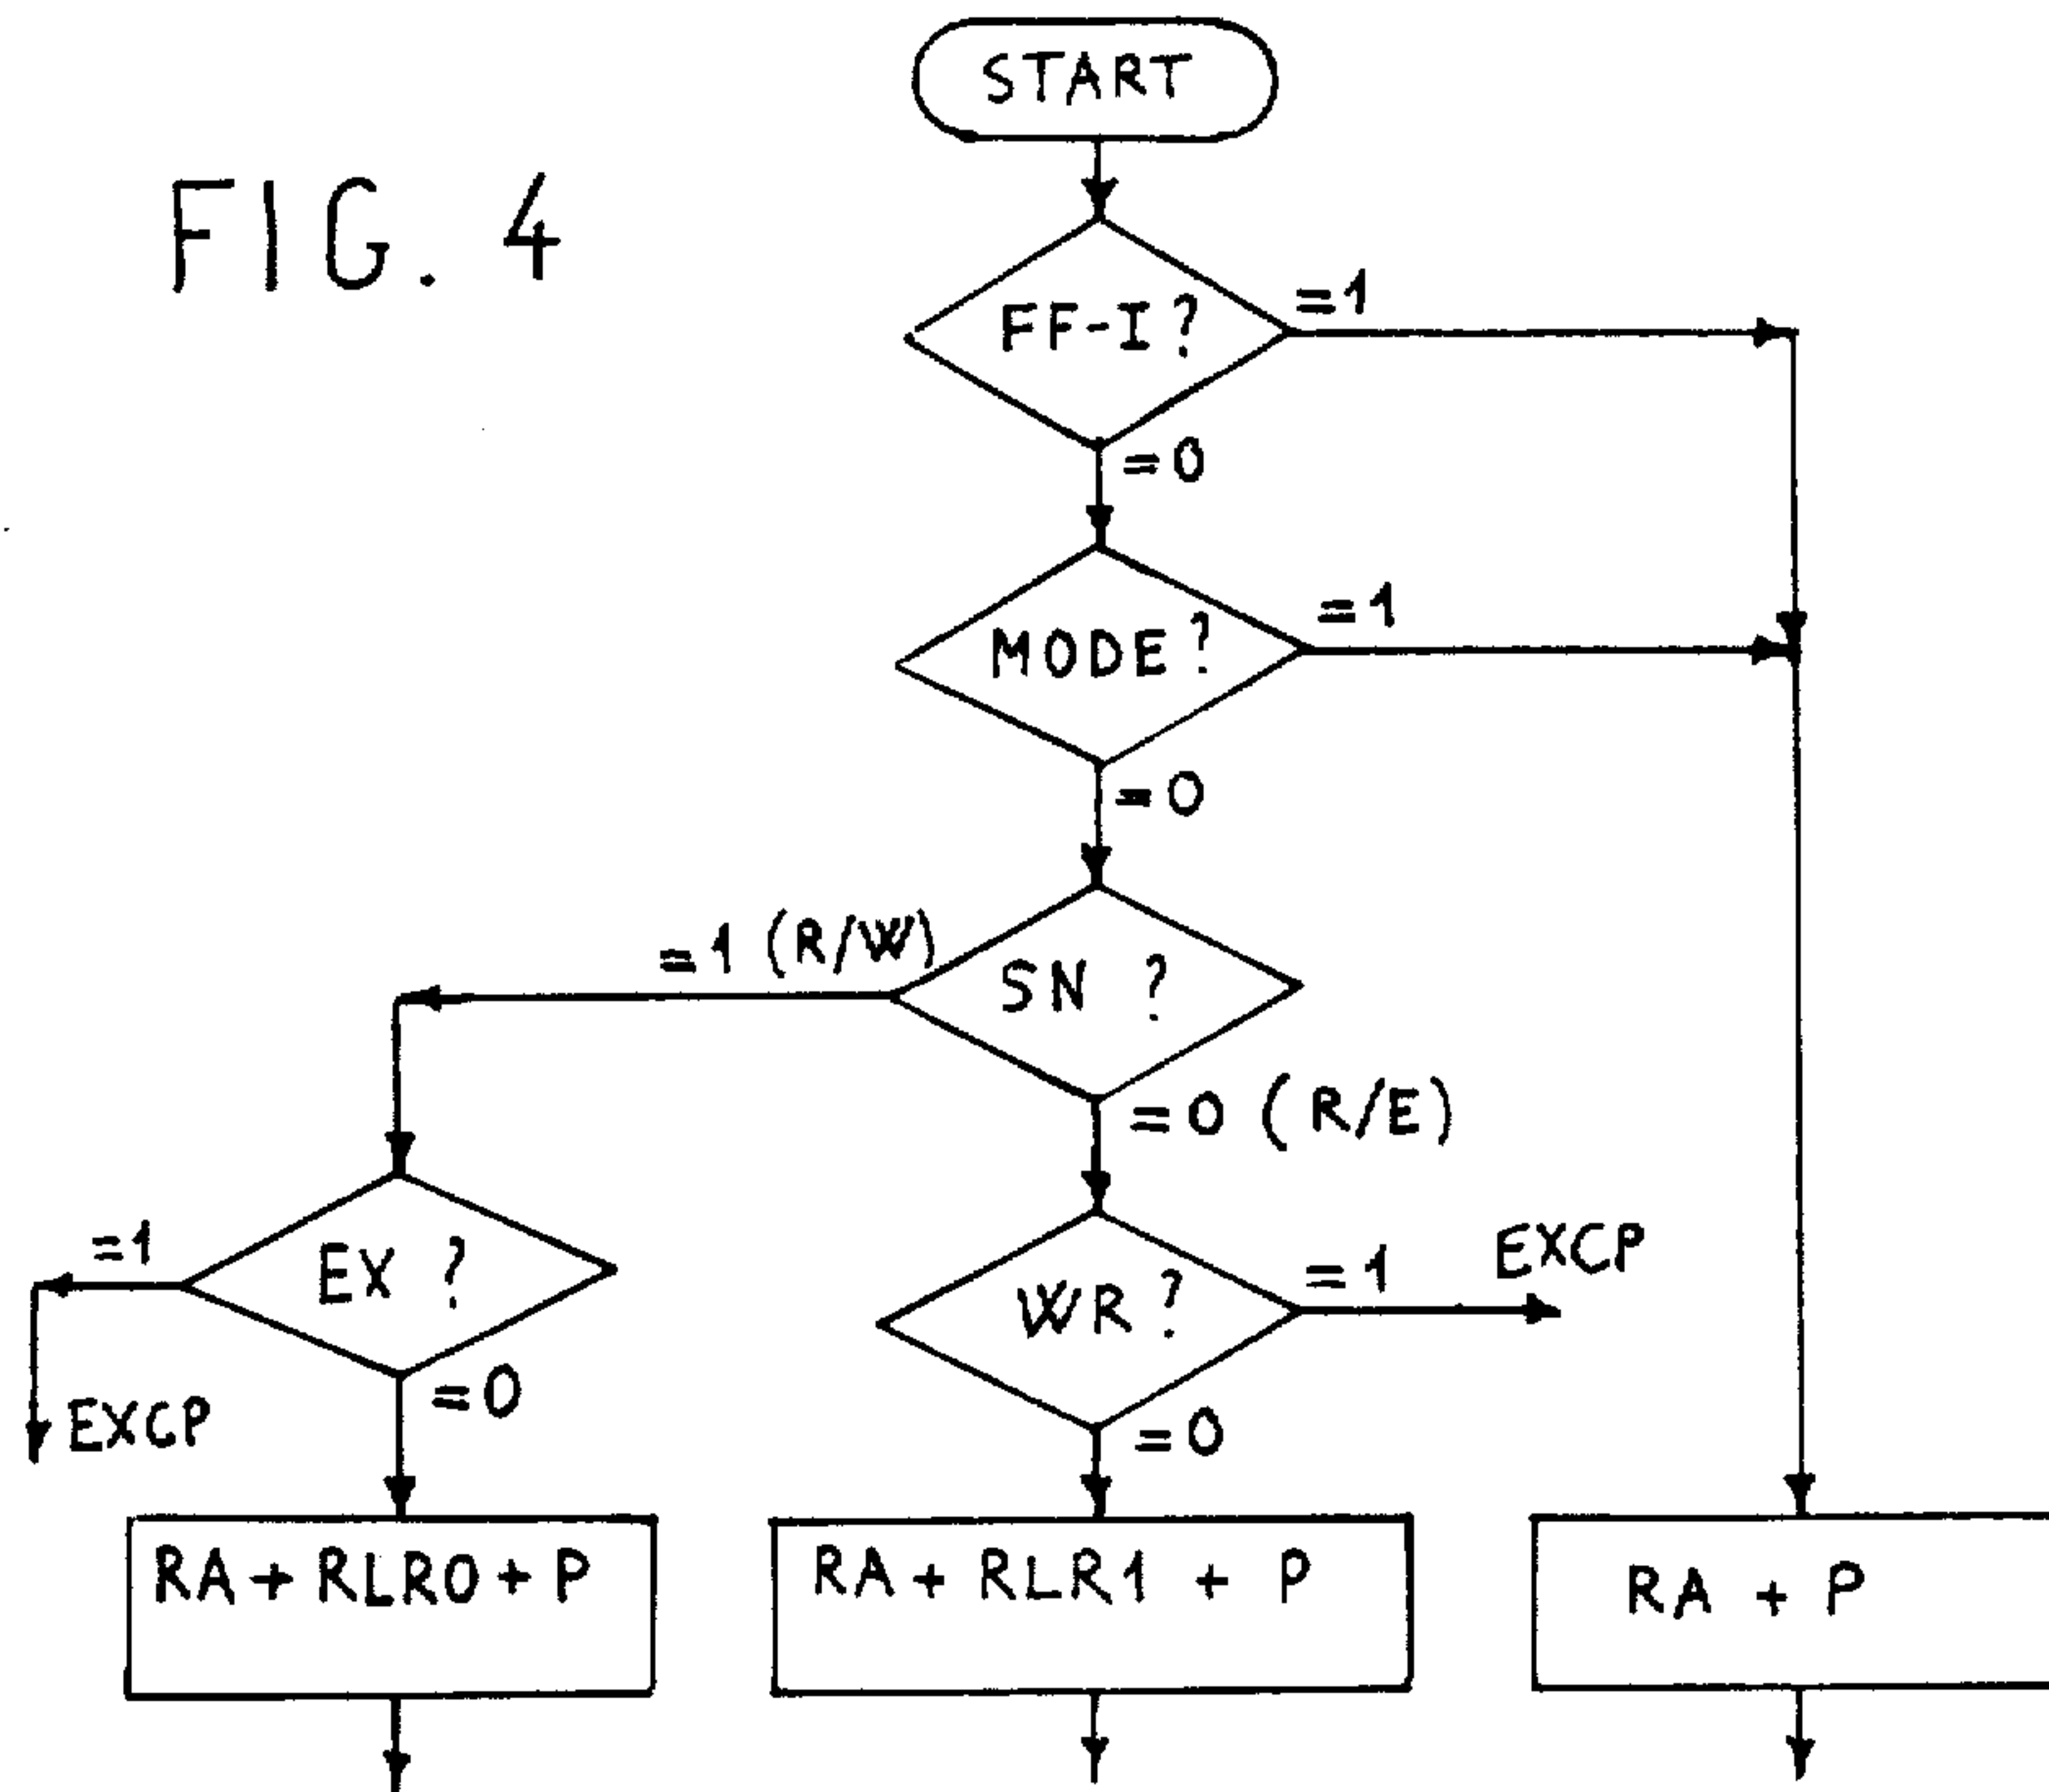 START
FIG. 4
FF-I?
=1
=0
MODE?
=1
=0
=1 (R/W)
SN ?
=0 (R/E)
=1
EX ?
=0
EXCP
WR?
=1
EXCP
=0
RA + RLR0 + P
RA + RLR1 + P
RA + P